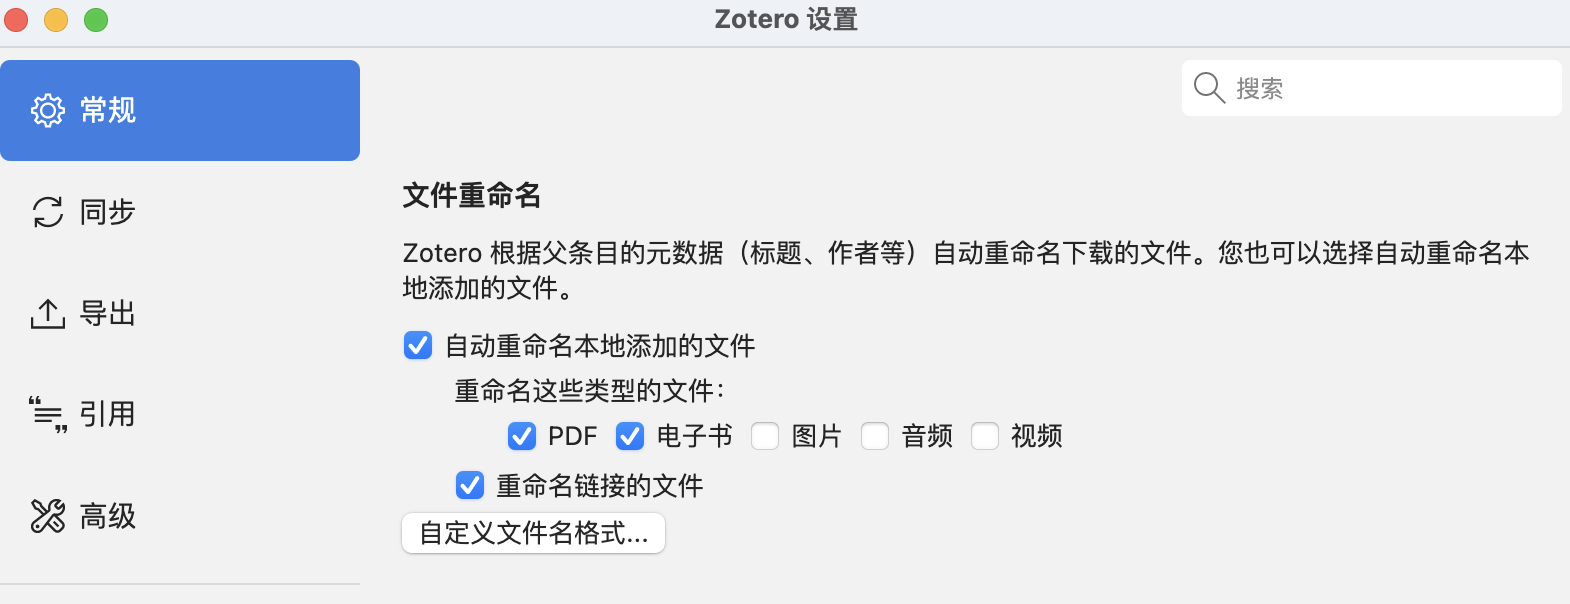 Zotero 设置
常规
搜索
同步
导出
引用
高级
文件重命名
Zotero 根据父条目的元数据（标题、作者等）自动重命名下载的文件。您也可以选择自动重命名本
地添加的文件。
自动重命名本地添加的文件
重命名这些类型的文件：
PDF 电子书 图片 音频 视频
重命名链接的文件
自定义文件名格式...